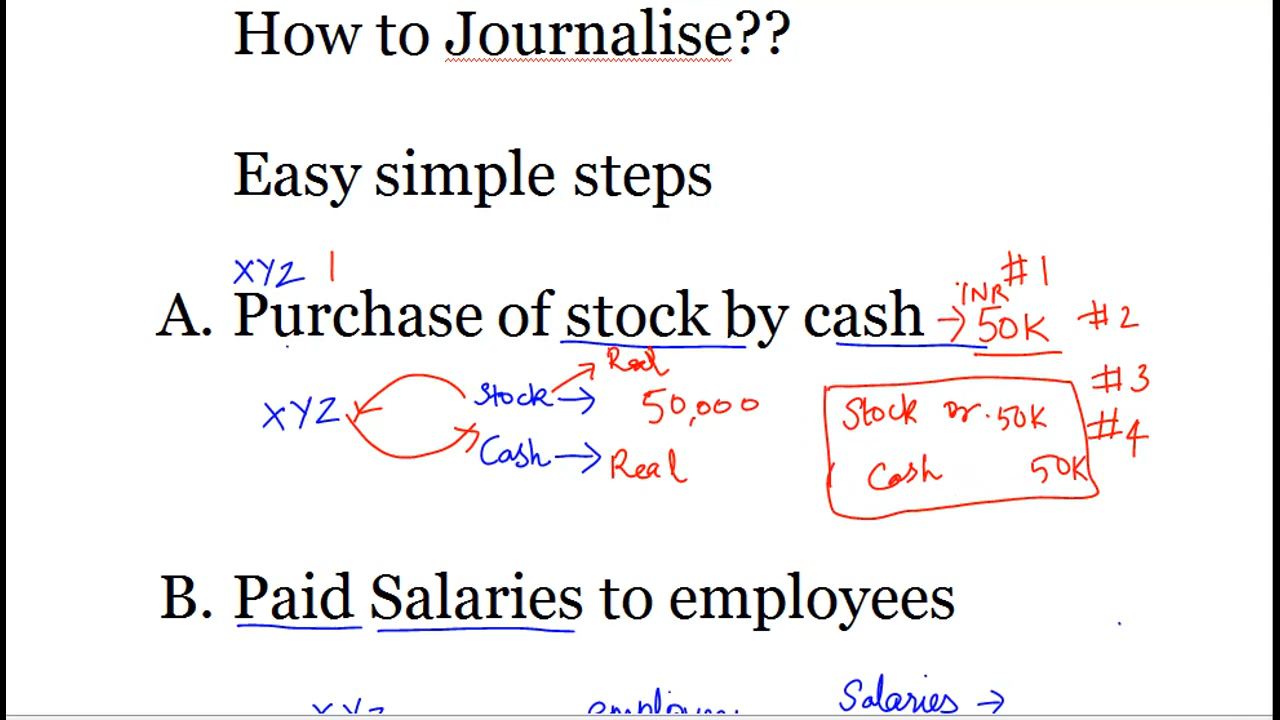 How to Journalise??
Easy simple steps
XYZ 1
#1
INR
A. Purchase of stock by cash → 50K #2
Real
#3
XYZ Stock → 50,000
Stock Dr. 50K
#4
Cash → Real
Cash 50K
B. Paid Salaries to employees
XYZ
Salaries →